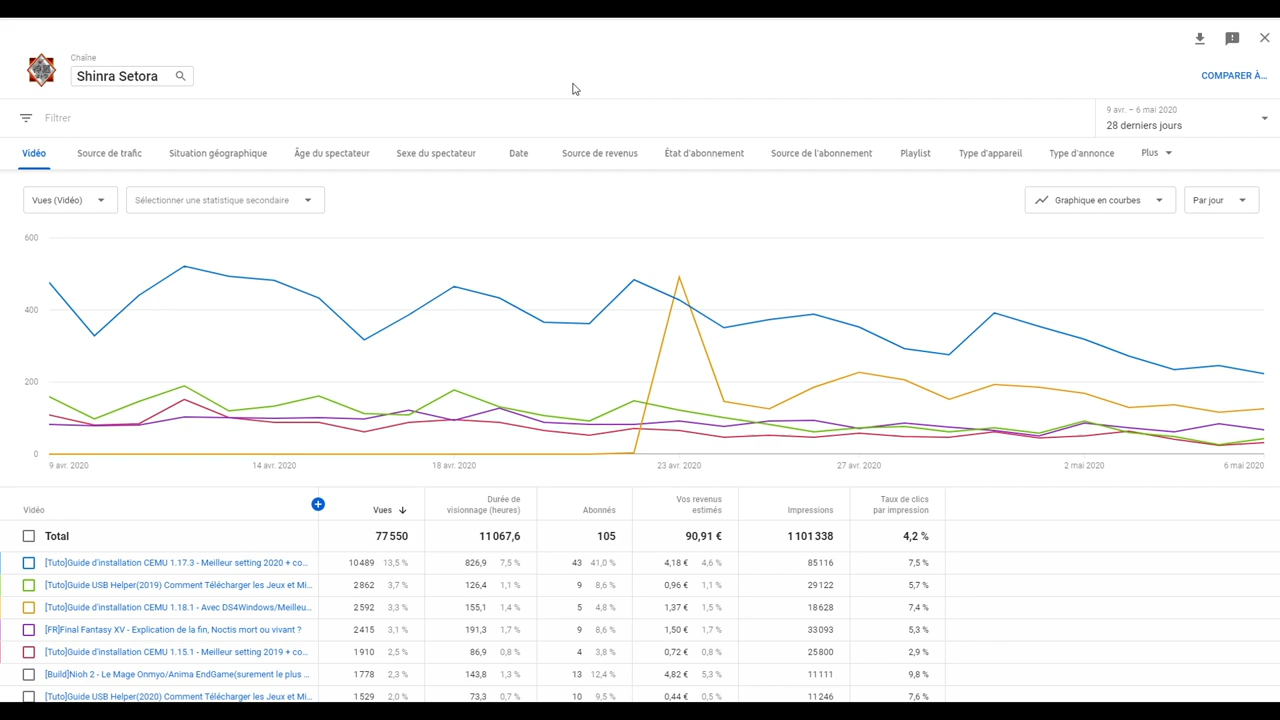 Chaîne
Shinra Setora
COMPARER À...
Filtrer
9 avr. – 6 mai 2020
28 derniers jours
Vidéo Source de trafic Situation géographique Âge du spectateur Sexe du spectateur Date Source de revenus État d'abonnement Source de l'abonnement Playlist Type d'appareil Type d'annonce Plus
Vues (Vidéo) Sélectionner une statistique secondaire Graphique en courbes Par jour
600
400
200
0
9 avr. 2020 14 avr. 2020 18 avr. 2020 23 avr. 2020 27 avr. 2020 2 mai 2020 6 mai 2020
Vidéo Vues Durée de visionnage (heures) Abonnés Vos revenus estimés Impressions Taux de clics par impression
Total 77 550 11 067,6 105 90,91 € 1 101 338 4,2 %
[Tuto]Guide d'installation CEMU 1.17.3 - Meilleur setting 2020 + co... 10 489 13,5 % 826,9 7,5 % 43 41,0 % 4,18 € 4,6 % 85 116 7,5 %
[Tuto]Guide USB Helper(2019) Comment Télécharger les Jeux et Mi... 2 862 3,7 % 126,4 1,1 % 9 8,6 % 0,96 € 1,1 % 29 122 5,7 %
[Tuto]Guide d'installation CEMU 1.18.1 - Avec DS4Windows/Meilleu... 2 592 3,3 % 155,1 1,4 % 5 4,8 % 1,37 € 1,5 % 18 628 7,4 %
[FR]Final Fantasy XV - Explication de la fin, Noctis mort ou vivant ? 2 415 3,1 % 191,3 1,7 % 9 8,6 % 1,50 € 1,7 % 33 093 5,3 %
[Tuto]Guide d'installation CEMU 1.15.1 - Meilleur setting 2019 + co... 1 910 2,5 % 86,9 0,8 % 4 3,8 % 0,72 € 0,8 % 25 800 2,9 %
[Build]Nioh 2 - Le Mage Onmyo/Anima EndGame(surement le plus ... 1 778 2,3 % 143,8 1,3 % 13 12,4 % 4,82 € 5,3 % 11 111 9,8 %
[Tuto]Guide USB Helper(2020) Comment Télécharger les Jeux et Mi... 1 529 2,0 % 73,3 0,7 % 10 9,5 % 0,44 € 0,5 % 11 246 7,6 %